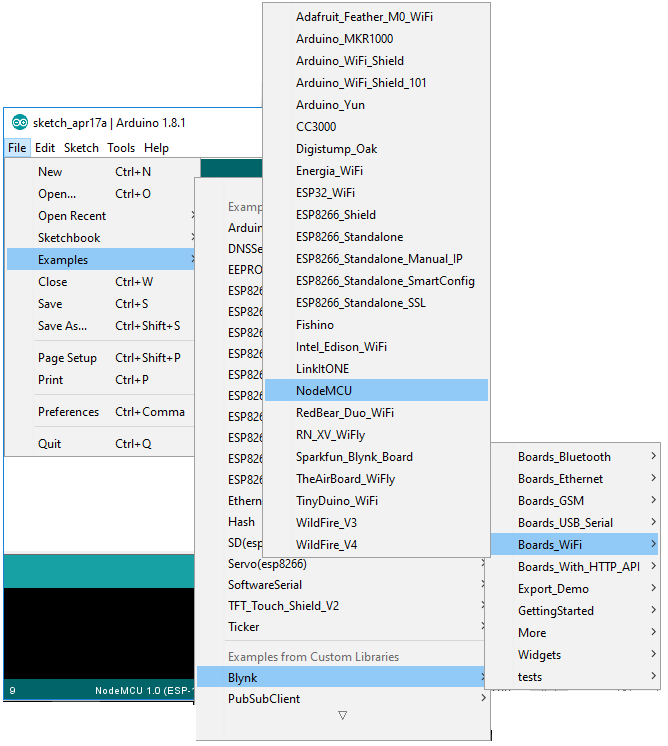 sketch_apr17a | Arduino 1.8.1
File Edit Sketch Tools Help
New Ctrl+N
Open... Ctrl+O
Open Recent
Sketchbook
Examples
Close Ctrl+W
Save Ctrl+S
Save As... Ctrl+Shift+S
Page Setup Ctrl+Shift+P
Print Ctrl+P
Preferences Ctrl+Comma
Quit Ctrl+Q
9
NodeMCU 1.0 (ESP-1
Examp
Arduin
DNSSe
EEPRO
ESP826
ESP826
ESP826
ESP826
ESP826
ESP826
ESP826
ESP826
ESP826
Ethern
Hash
SD(esp
Servo(esp8266)
SoftwareSerial
TFT_Touch_Shield_V2
Ticker
Examples from Custom Libraries
Blynk
PubSubClient
Adafruit_Feather_M0_WiFi
Arduino_MKR1000
Arduino_WiFi_Shield
Arduino_WiFi_Shield_101
Arduino_Yun
CC3000
Digistump_Oak
Energia_WiFi
ESP32_WiFi
ESP8266_Shield
ESP8266_Standalone
ESP8266_Standalone_Manual_IP
ESP8266_Standalone_SmartConfig
ESP8266_Standalone_SSL
Fishino
Intel_Edison_WiFi
LinkItONE
NodeMCU
RedBear_Duo_WiFi
RN_XV_WiFly
Sparkfun_Blynk_Board
TheAirBoard_WiFly
TinyDuino_WiFi
WildFire_V3
WildFire_V4
Boards_Bluetooth
Boards_Ethernet
Boards_GSM
Boards_USB_Serial
Boards_WiFi
Boards_With_HTTP_API
Export_Demo
GettingStarted
More
Widgets
tests